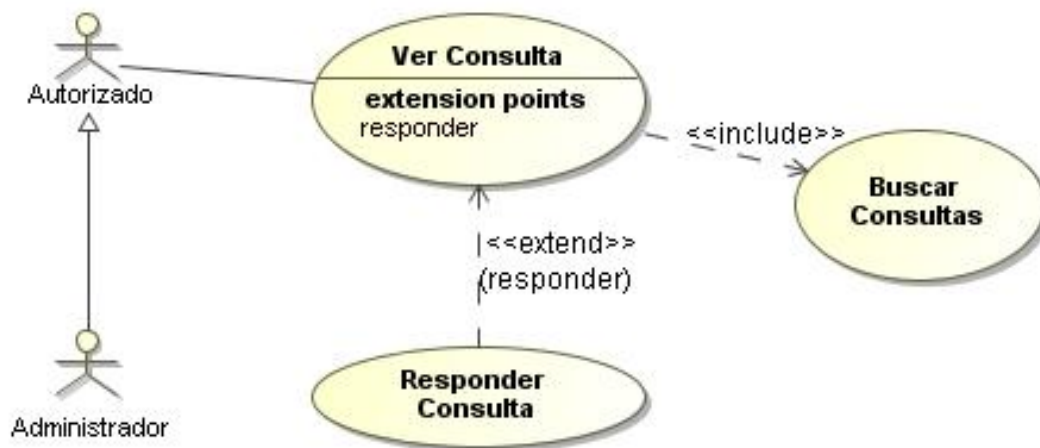 Ver Consulta
extension points
responder
Autorizado
<<include>>
Buscar
Consultas
<<extend>>
(responder)
Responder
Consulta
Administrador